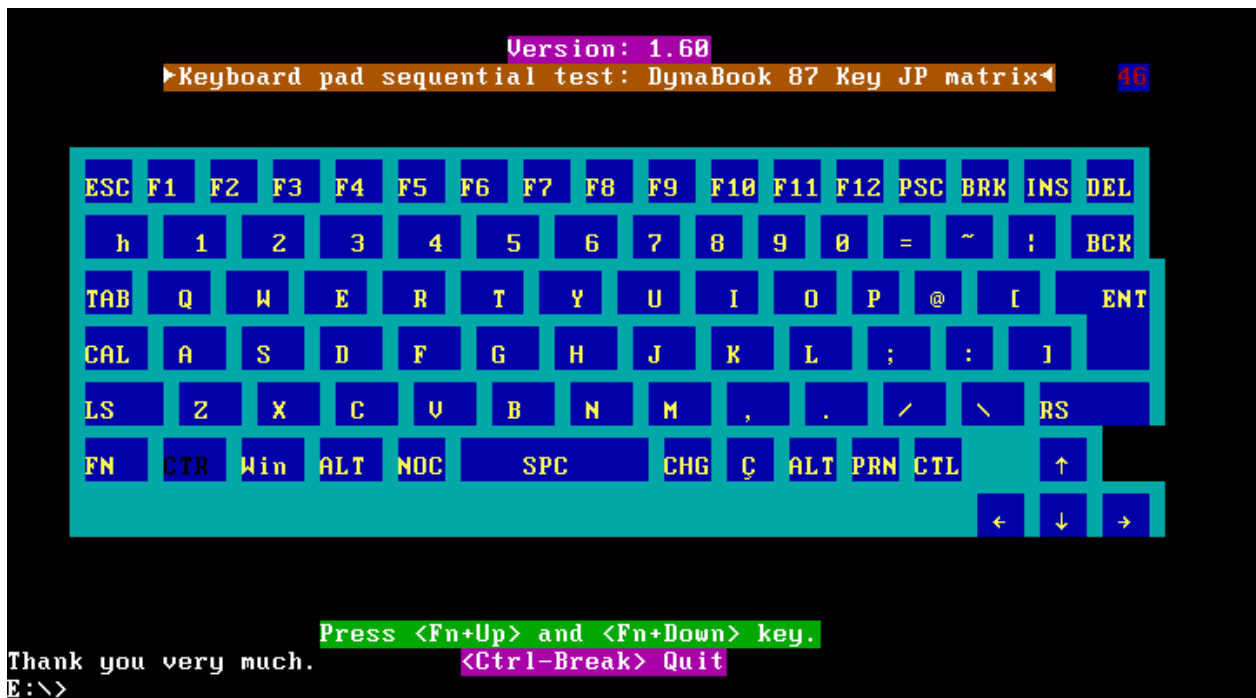 Version: 1.60
►Keyboard pad sequential test: DynaBook 87 Key JP matrix◄ 46
ESC F1 F2 F3 F4 F5 F6 F7 F8 F9 F10 F11 F12 PSC BRK INS DEL
h 1 2 3 4 5 6 7 8 9 0 = ~ ¦ BCK
TAB Q W E R T Y U I O P @ [ ENT
CAL A S D F G H J K L ; : ]
LS Z X C V B N M , . / \ RS
FN CTR Win ALT NOC SPC CHG Ç ALT PRN CTL ↑
← ↓ →
Press <Fn+Up> and <Fn+Down> key.
Thank you very much. <Ctrl-Break> Quit
E:\>